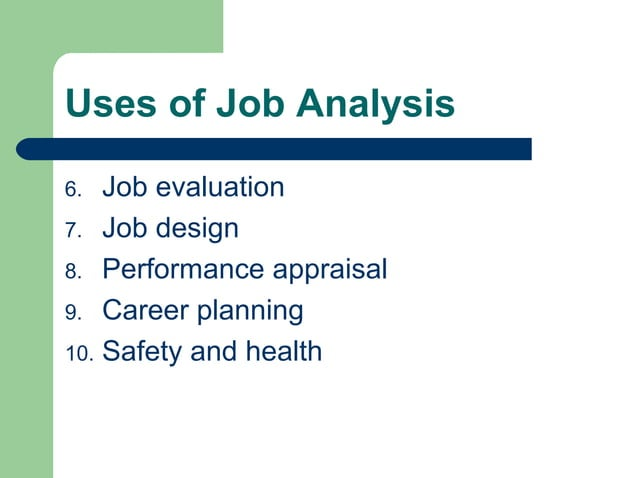 Uses of Job Analysis
6. Job evaluation
7. Job design
8. Performance appraisal
9. Career planning
10. Safety and health